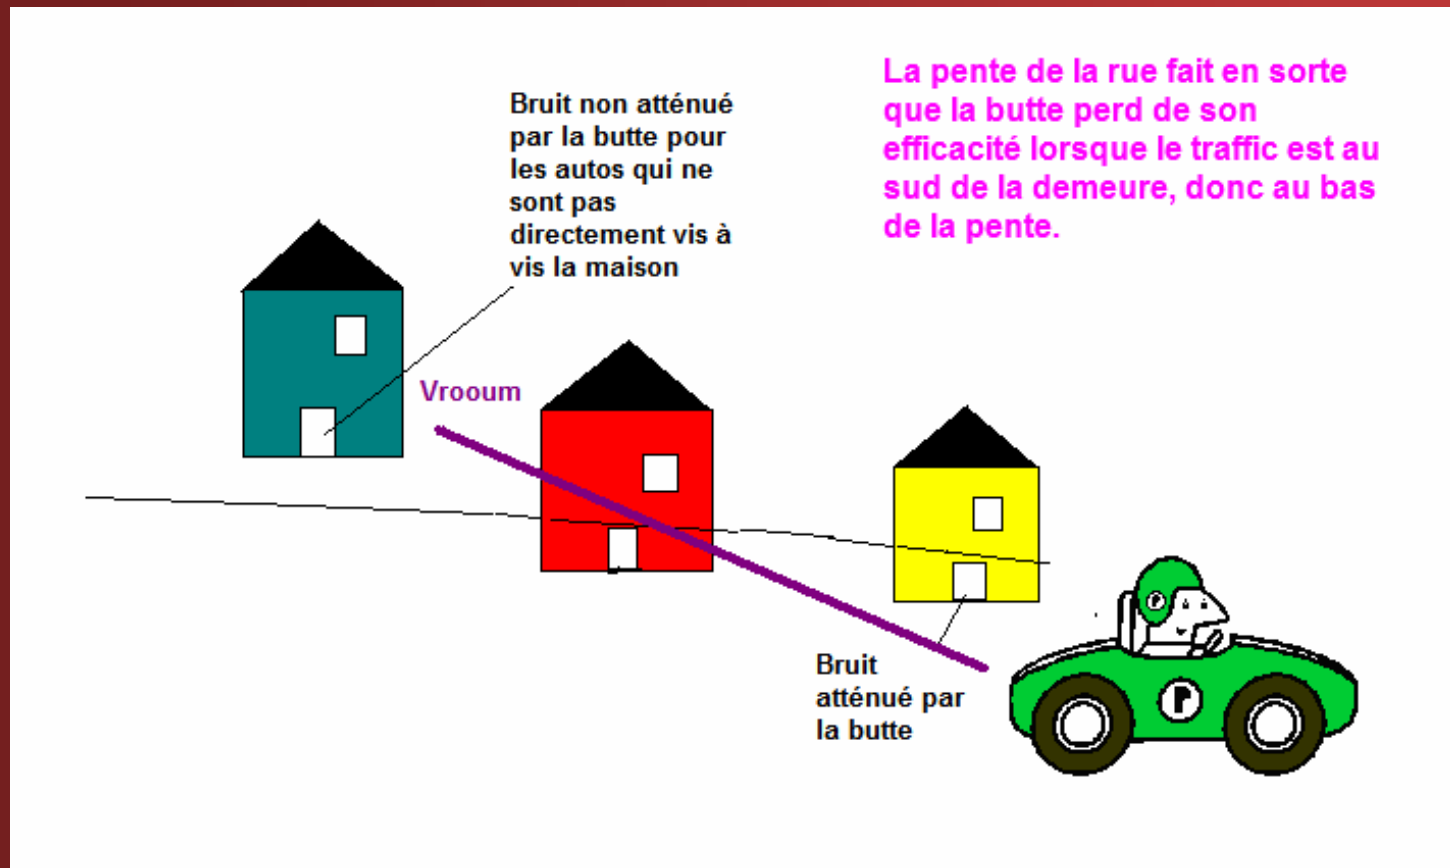 La pente de la rue fait en sorte
que la butte perd de son
efficacité lorsque le traffic est au
sud de la demeure, donc au bas
de la pente.
Bruit non atténué
par la butte pour
les autos qui ne
sont pas
directement vis à
vis la maison
Vrooum
Bruit
atténué par
la butte
P
P